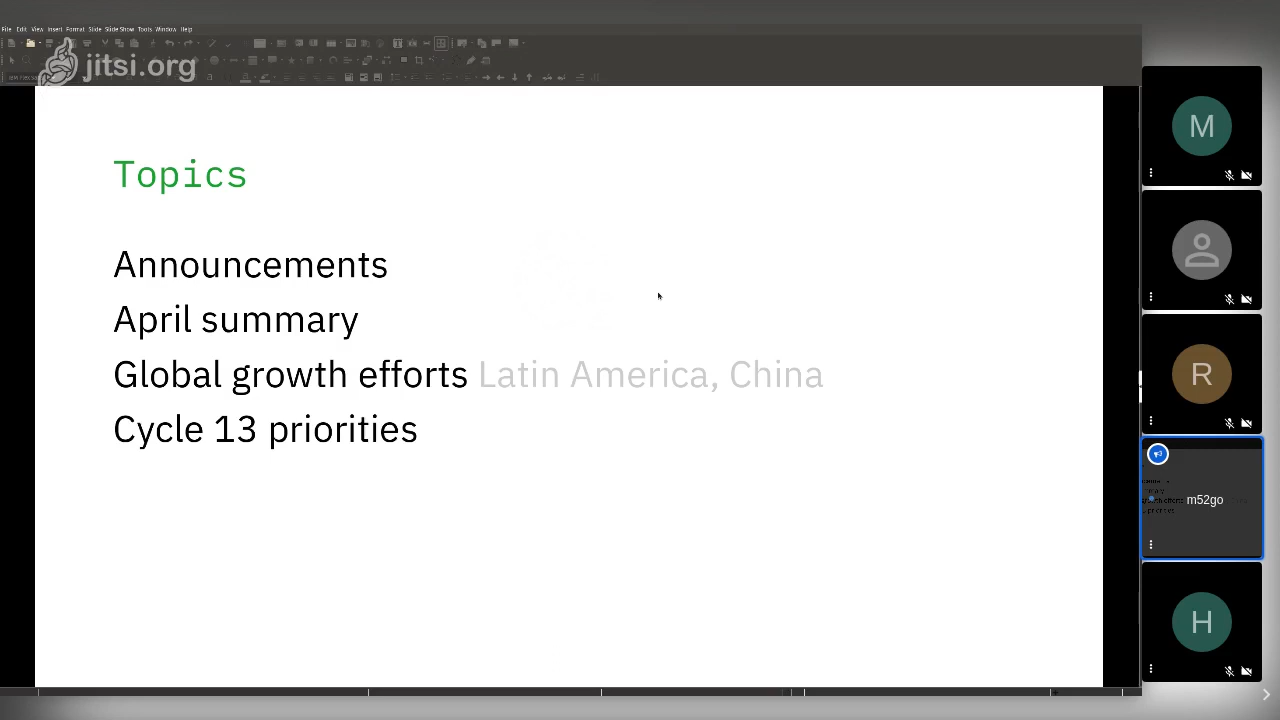 File Edit View Insert Format Slide Slide Show Tools Window Help
jitsi.org
Topics
Announcements
April summary
Global growth efforts Latin America, China
Cycle 13 priorities
M
R
m52go
H